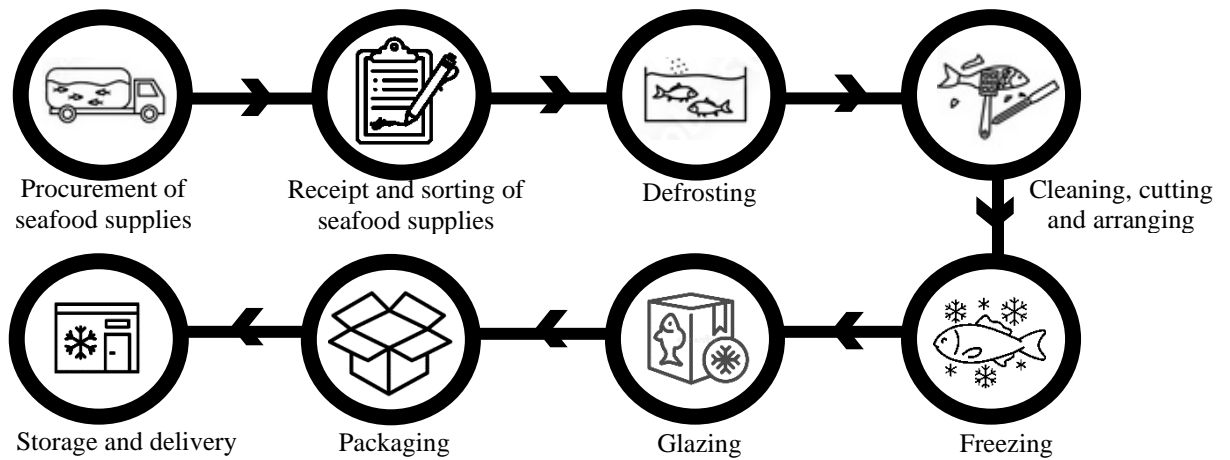 Procurement of
seafood supplies
Receipt and sorting of
seafood supplies
Defrosting
Cleaning, cutting
and arranging
Storage and delivery
Packaging
Glazing
Freezing